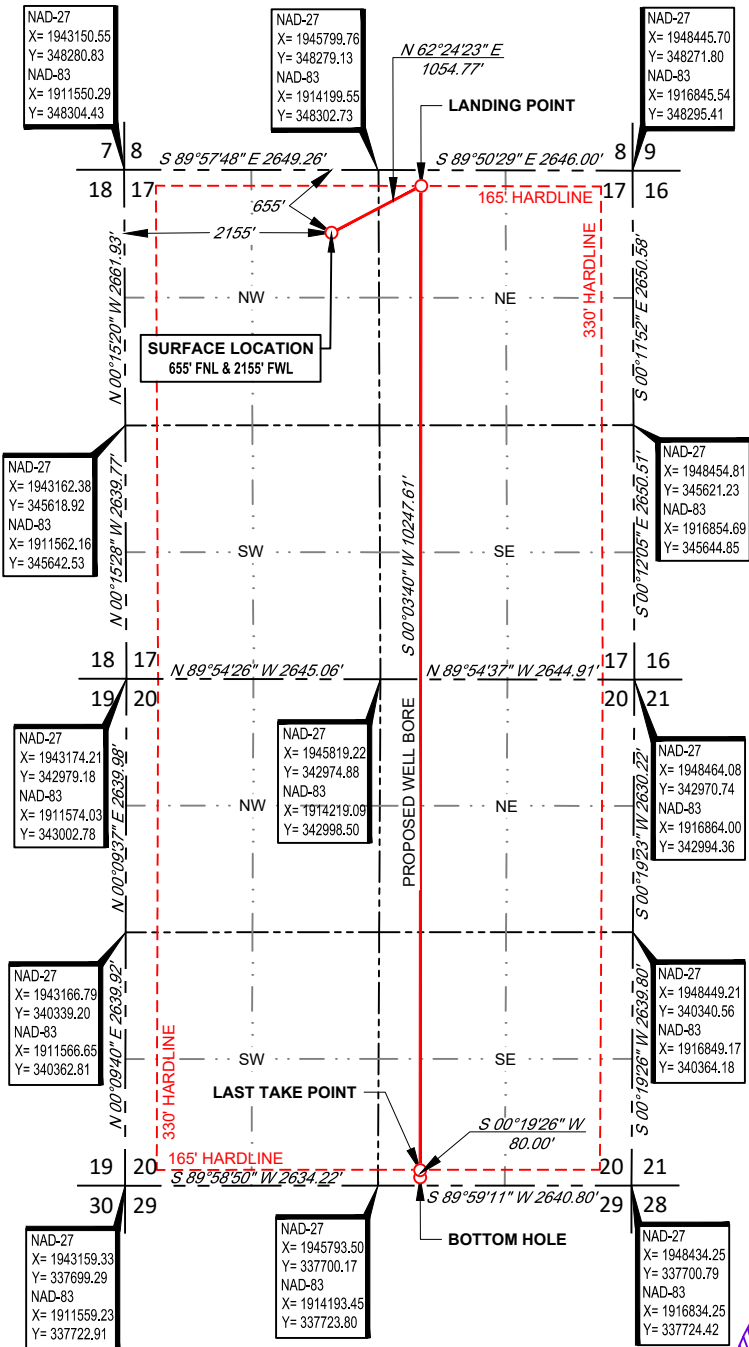 NAD-27
X= 1943150.55
Y= 348280.83
NAD-83
X= 1911550.29
Y= 348304.43
NAD-27
X= 1945799.76
Y= 348279.13
NAD-83
X= 1914199.55
Y= 348302.73
N 62°24'23" E
1054.77'
NAD-27
X= 1948445.70
Y= 348271.80
NAD-83
X= 1916845.54
Y= 348295.41
LANDING POINT
7 8
S 89°57'48" E 2649.26'
S 89°50'29" E 2646.00'
8 9
18 17
17 16
165' HARDLINE
655'
2155'
330' HARDLINE
N 00°15'20" W 2661.93'
S 00°11'52" E 2650.58'
NW
NE
SURFACE LOCATION
655' FNL & 2155' FWL
NAD-27
X= 1943162.38
Y= 345618.92
NAD-83
X= 1911562.16
Y= 345642.53
NAD-27
X= 1948454.81
Y= 345621.23
NAD-83
X= 1916854.69
Y= 345644.85
N 00°15'28" W 2639.77'
S 00°03'40" W 10247.61'
S 00°12'05" E 2650.51'
SW
SE
18 17
N 89°54'26" W 2645.06'
N 89°54'37" W 2644.91'
17 16
19 20
20 21
NAD-27
X= 1943174.21
Y= 342979.18
NAD-83
X= 1911574.03
Y= 343002.78
NAD-27
X= 1945819.22
Y= 342974.88
NAD-83
X= 1914219.09
Y= 342998.50
NAD-27
X= 1948464.08
Y= 342970.74
NAD-83
X= 1916864.00
Y= 342994.36
N 00°09'37" E 2639.98'
PROPOSED WELL BORE
S 00°19'23" W 2630.22'
NW
NE
NAD-27
X= 1943166.79
Y= 340339.20
NAD-83
X= 1911566.65
Y= 340362.81
NAD-27
X= 1948449.21
Y= 340340.56
NAD-83
X= 1916849.17
Y= 340364.18
N 00°09'40" E 2639.92'
S 00°19'26" W 2639.80'
SW
SE
330' HARDLINE
LAST TAKE POINT
S 00°19'26" W
80.00'
165' HARDLINE
19 20
S 89°58'50" W 2634.22'
20 21
30 29
S 89°59'11" W 2640.80'
29 28
BOTTOM HOLE
NAD-27
X= 1943159.33
Y= 337699.29
NAD-83
X= 1911559.23
Y= 337722.91
NAD-27
X= 1945793.50
Y= 337700.17
NAD-83
X= 1914193.45
Y= 337723.80
NAD-27
X= 1948434.25
Y= 337700.79
NAD-83
X= 1916834.25
Y= 337724.42